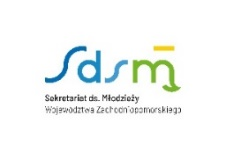 sdsm
Sekretariat ds. Młodzieży
Województwa Zachodniopomorskiego